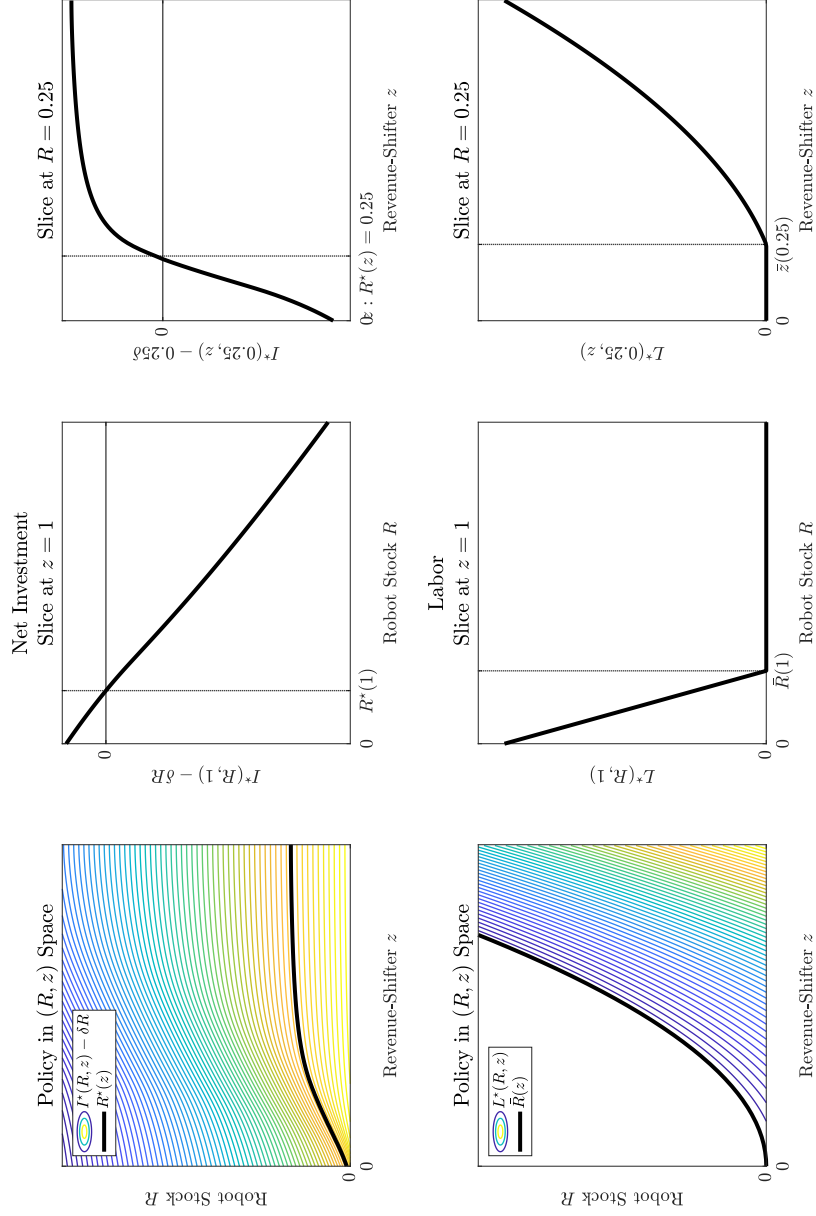 Net Investment
Policy in (R, z) Space
I⋆(R, z) − δR
R⋆(z)
Robot Stock R
0
0
Revenue-Shifter z
Slice at z = 1
I⋆(R, 1) − δR
0
0
R⋆(1)
Robot Stock R
Slice at R = 0.25
I⋆(0.25, z) − 0.25δ
0
0
z : R⋆(z) = 0.25
Revenue-Shifter z
Labor
Policy in (R, z) Space
L⋆(R, z)
R̄(z)
Robot Stock R
0
0
Revenue-Shifter z
Slice at z = 1
L⋆(R, 1)
0
0
R̄(1)
Robot Stock R
Slice at R = 0.25
L⋆(0.25, z)
0
0
z̄(0.25)
Revenue-Shifter z